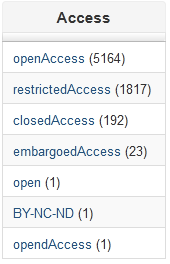 Access
openAccess (5164)
restrictedAccess (1817)
closedAccess (192)
embargoedAccess (23)
open (1)
BY-NC-ND (1)
opendAccess (1)